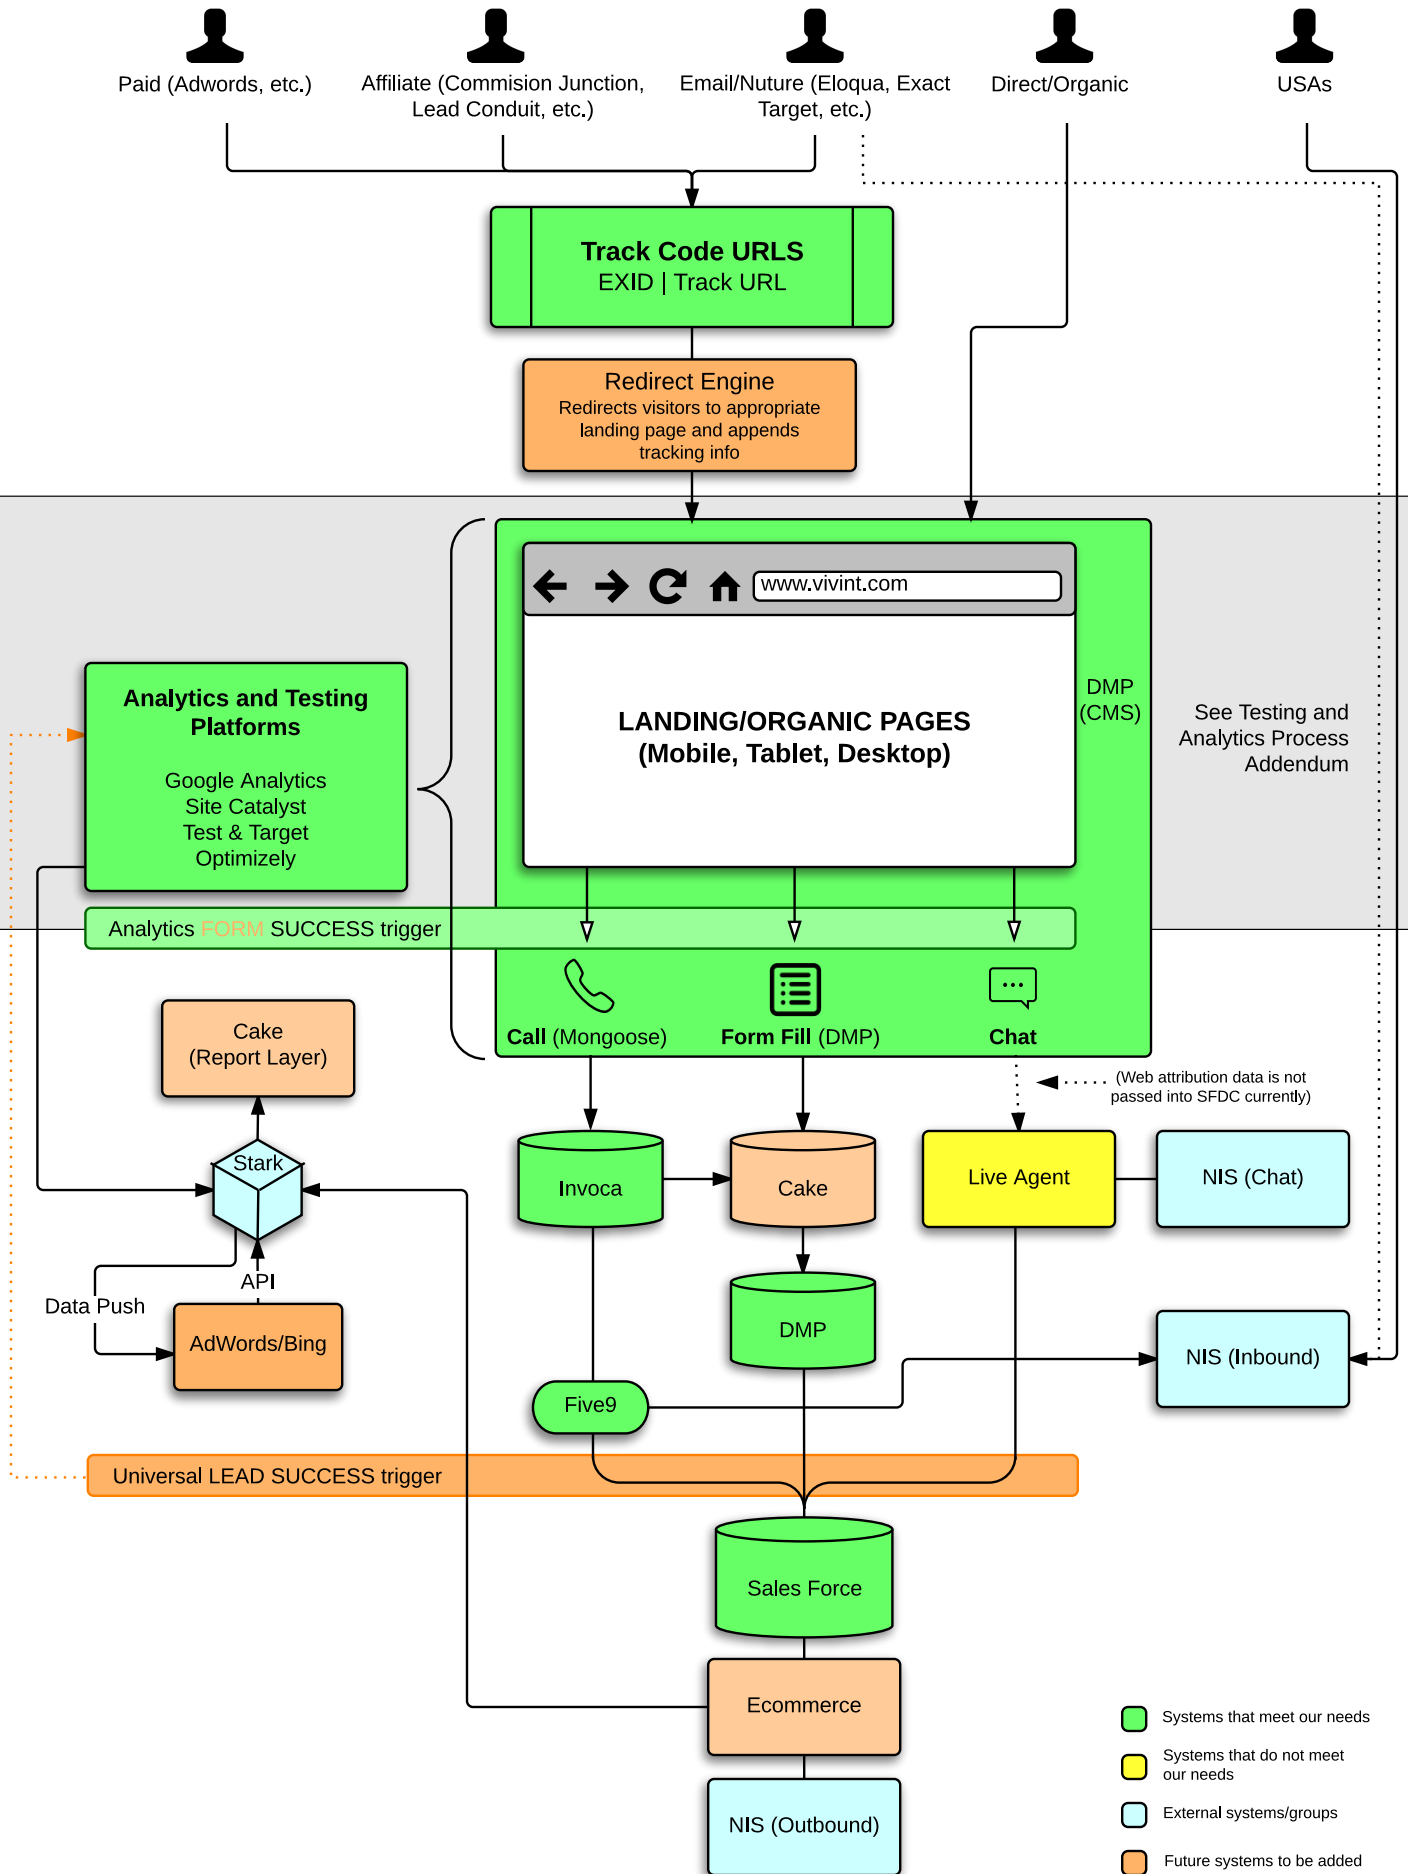 Paid (Adwords, etc.)
Affiliate (Commision Junction,
Lead Conduit, etc.)
Email/Nuture (Eloqua, Exact
Target, etc.)
Direct/Organic
USAs
Track Code URLS
EXID | Track URL
Redirect Engine
Redirects visitors to appropriate
landing page and appends
tracking info
www.vivint.com
LANDING/ORGANIC PAGES
(Mobile, Tablet, Desktop)
DMP
(CMS)
See Testing and
Analytics Process
Addendum
Analytics and Testing
Platforms
Google Analytics
Site Catalyst
Test & Target
Optimizely
Analytics FORM SUCCESS trigger
Call (Mongoose)
Form Fill (DMP)
Chat
(Web attribution data is not
passed into SFDC currently)
Cake
(Report Layer)
Stark
API
Data Push
AdWords/Bing
Invoca
Cake
Live Agent
NIS (Chat)
DMP
NIS (Inbound)
Five9
Universal LEAD SUCCESS trigger
Sales Force
Ecommerce
NIS (Outbound)
Systems that meet our needs
Systems that do not meet
our needs
External systems/groups
Future systems to be added